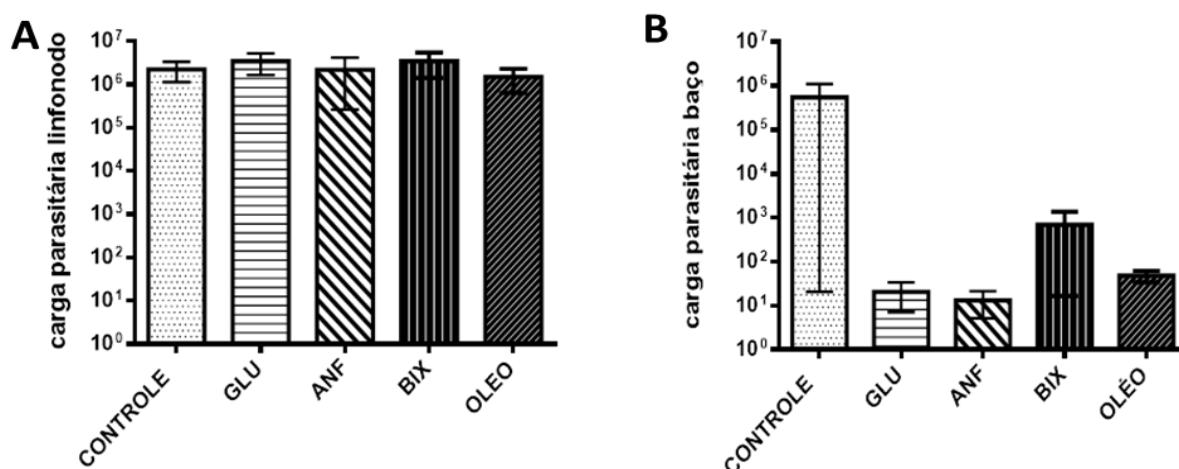 A
carga parasitária linfonodo
10⁷
10⁶
10⁵
10⁴
10³
10²
10¹
10⁰
CONTROLE
GLU
ANF
BIX
OLEO
B
carga parasitária baço
10⁷
10⁶
10⁵
10⁴
10³
10²
10¹
10⁰
CONTROLE
GLU
ANF
BIX
OLÉO